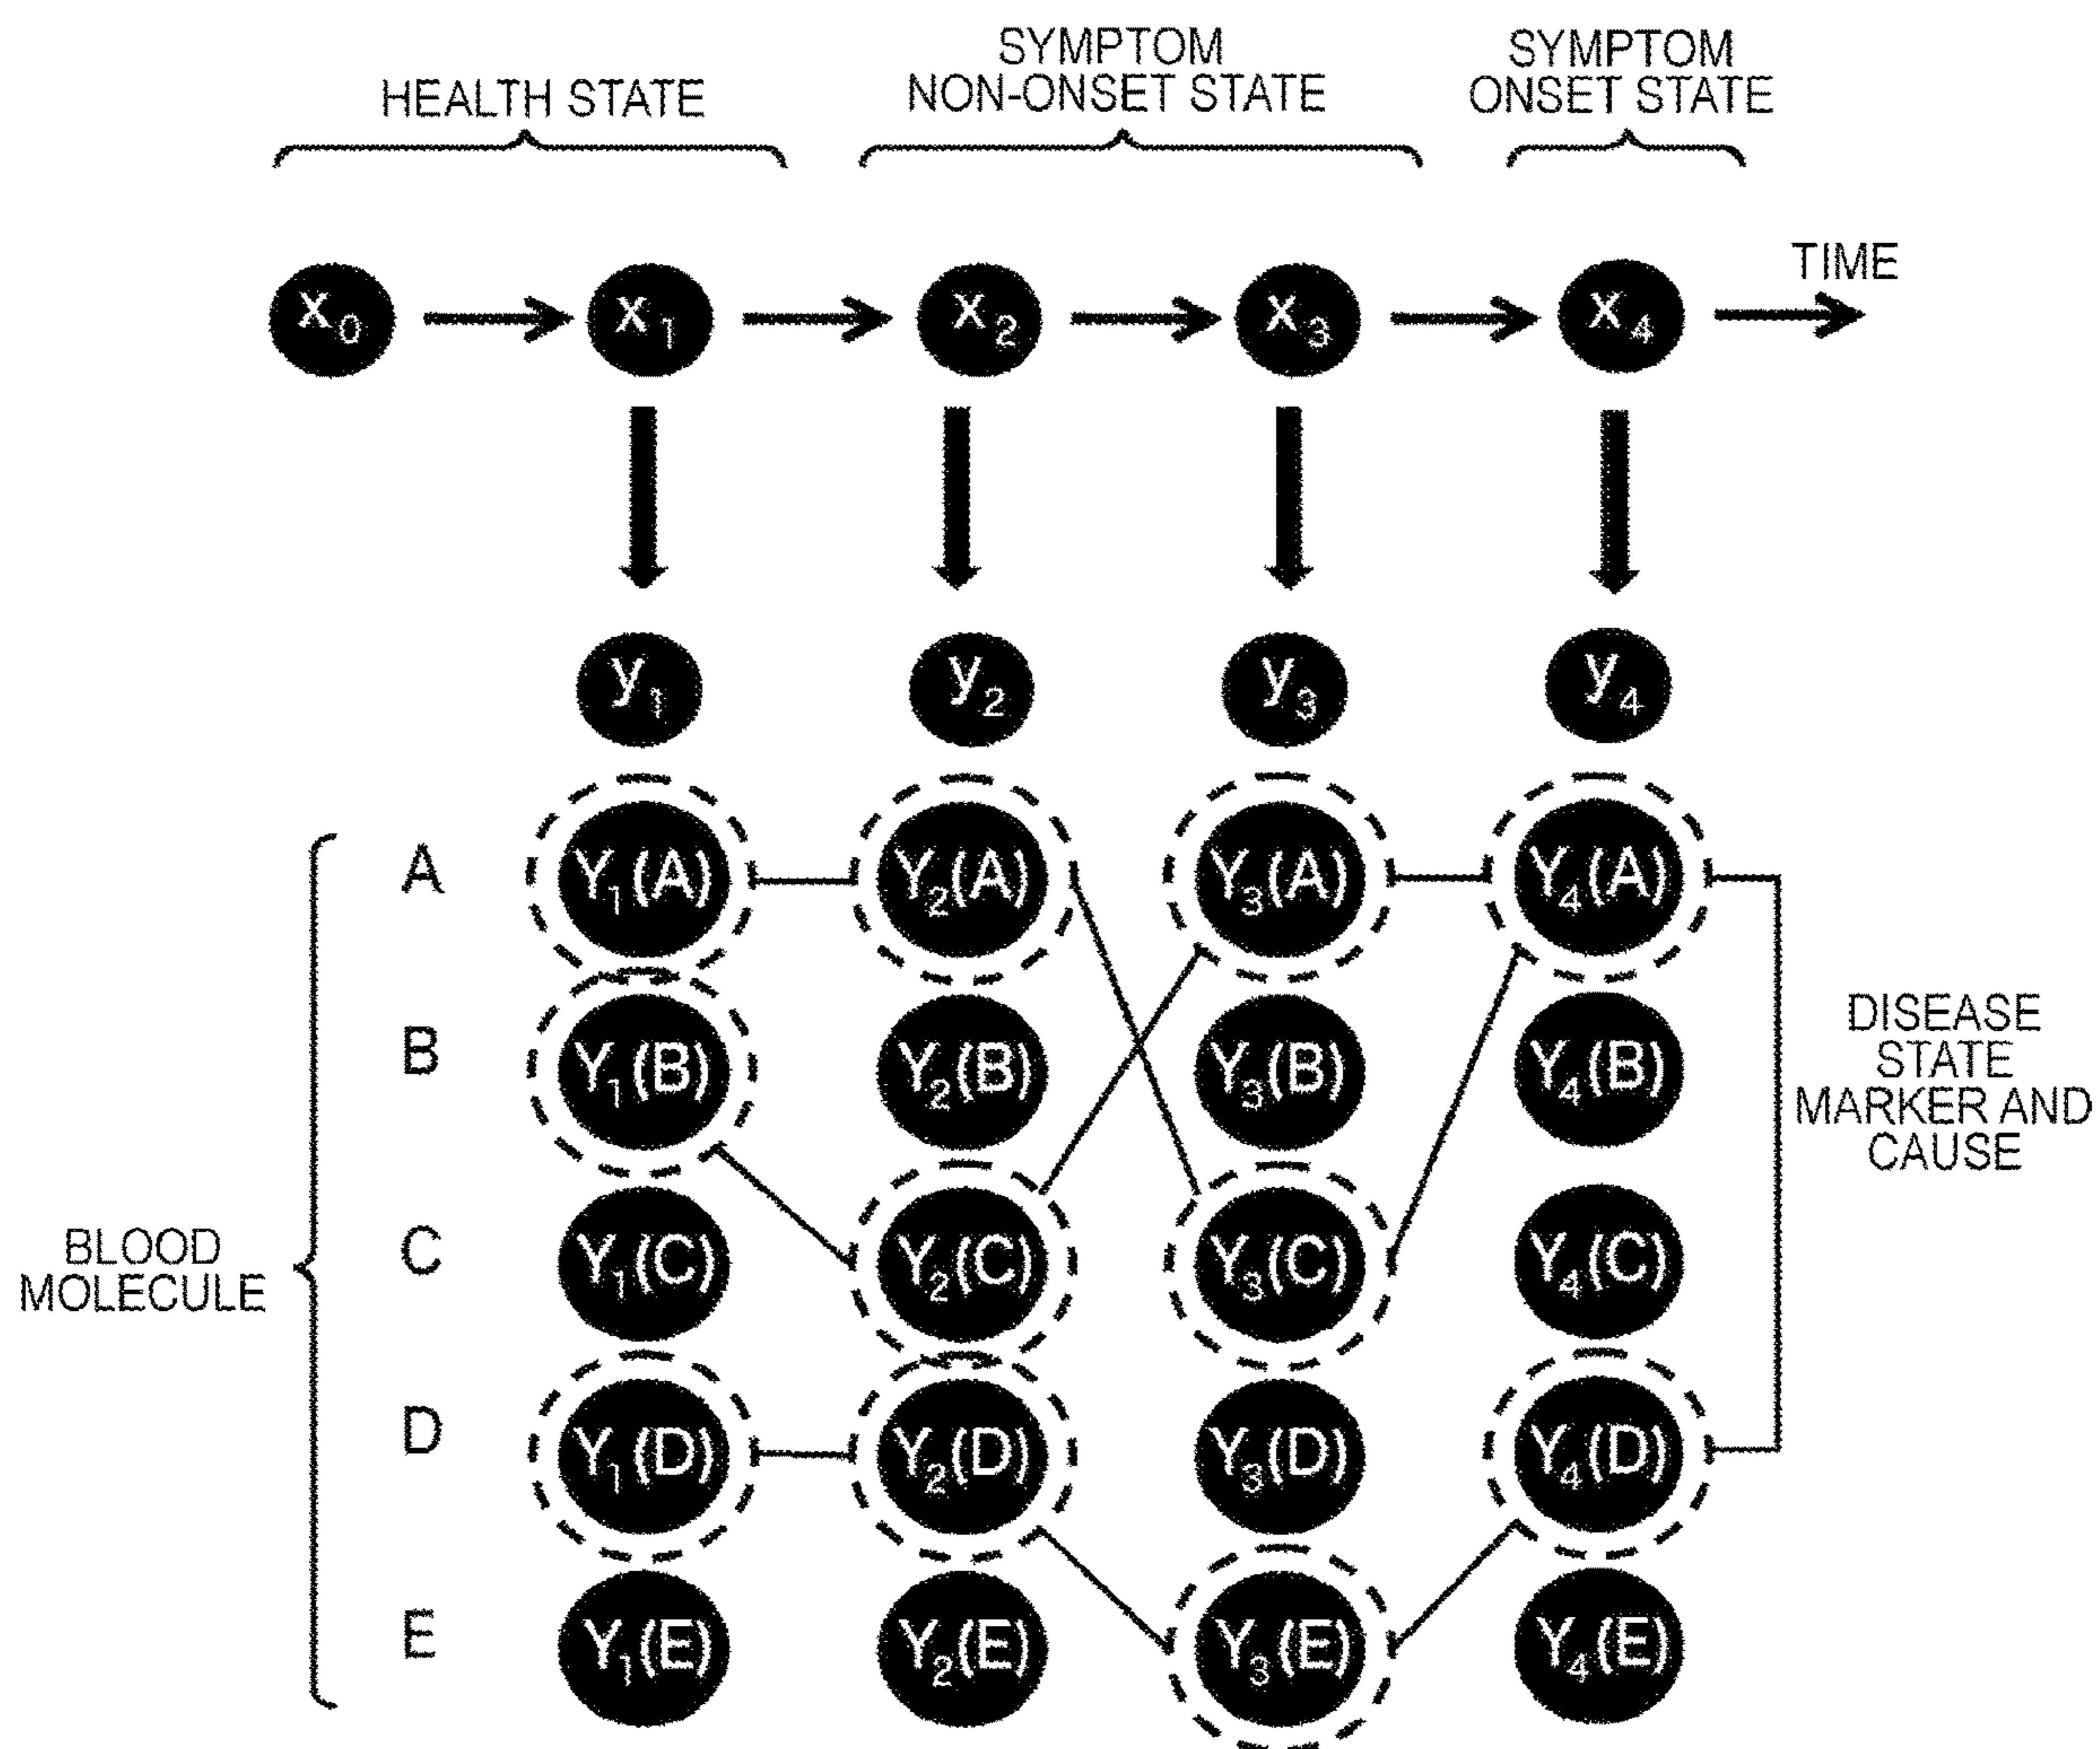 HEALTH STATE
SYMPTOM
NON-ONSET STATE
SYMPTOM
ONSET STATE
x0
x1
x2
x3
x4
TIME
y1
y2
y3
y4
A
Y1(A)
Y2(A)
Y3(A)
Y4(A)
B
Y1(B)
Y2(B)
Y3(B)
Y4(B)
C
Y1(C)
Y2(C)
Y3(C)
Y4(C)
D
Y1(D)
Y2(D)
Y3(D)
Y4(D)
E
Y1(E)
Y2(E)
Y3(E)
Y4(E)
BLOOD
MOLECULE
DISEASE
STATE
MARKER AND
CAUSE